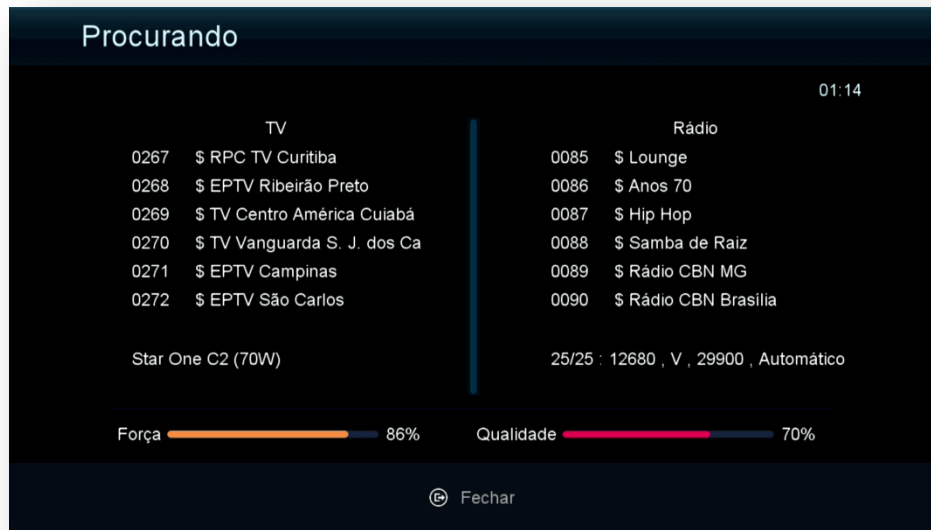 Procurando
01:14
TV
0267 $ RPC TV Curitiba
0268 $ EPTV Ribeirão Preto
0269 $ TV Centro América Cuiabá
0270 $ TV Vanguarda S. J. dos Ca
0271 $ EPTV Campinas
0272 $ EPTV São Carlos
Star One C2 (70W)
Rádio
0085 $ Lounge
0086 $ Anos 70
0087 $ Hip Hop
0088 $ Samba de Raiz
0089 $ Rádio CBN MG
0090 $ Rádio CBN Brasília
25/25 : 12680 , V , 29900 , Automático
Força 86%
Qualidade 70%
Fechar